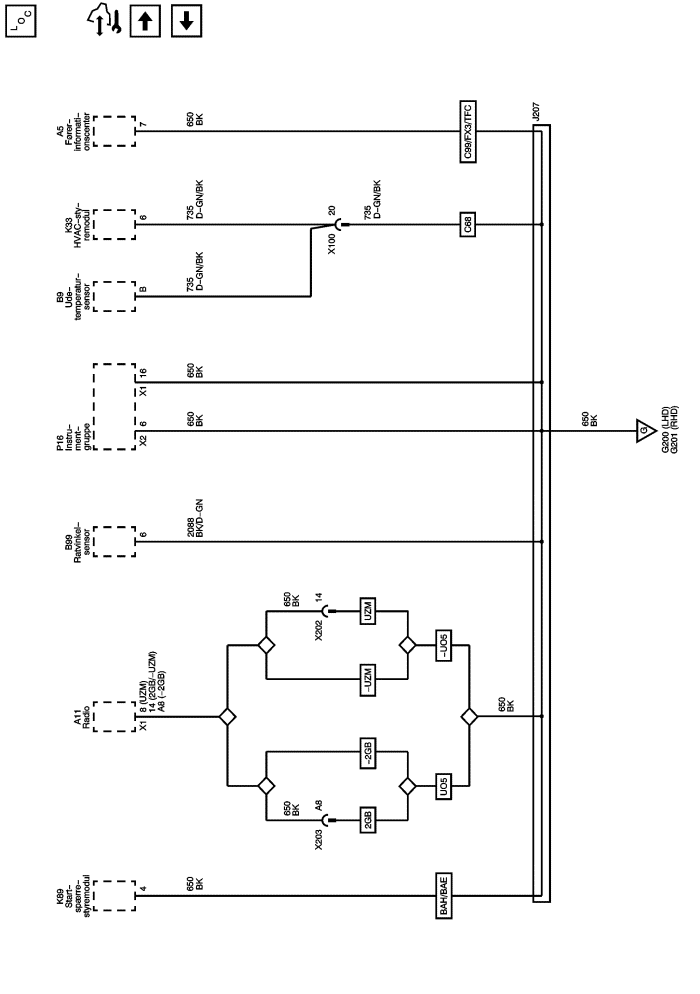 LOC
J207
A5
Fører-
informati-
onscenter
7
650
BK
C99/FX3/TFC
K33
HVAC-sty-
remodul
6
735
D-GN/BK
20
X100
735
D-GN/BK
C68
B9
Ude-
temperatur-
sensor
B
735
D-GN/BK
P16
Instru-
ment-
gruppe
16
X1
650
BK
6
X2
650
BK
650
BK
G
G200 (LHD)
G201 (RHD)
B99
Ratvinkel-
sensor
6
2088
BK/D-GN
A11
Radio
8 (UZM)
14 (2GB/-UZM)
A8 (-2GB)
X1
650
BK
14
X202
UZM
-UZM
-UO5
650
BK
-2GB
650
BK
A8
X203
2GB
UO5
K89
Start-
spærre-
styremodul
4
650
BK
BAH/BAE